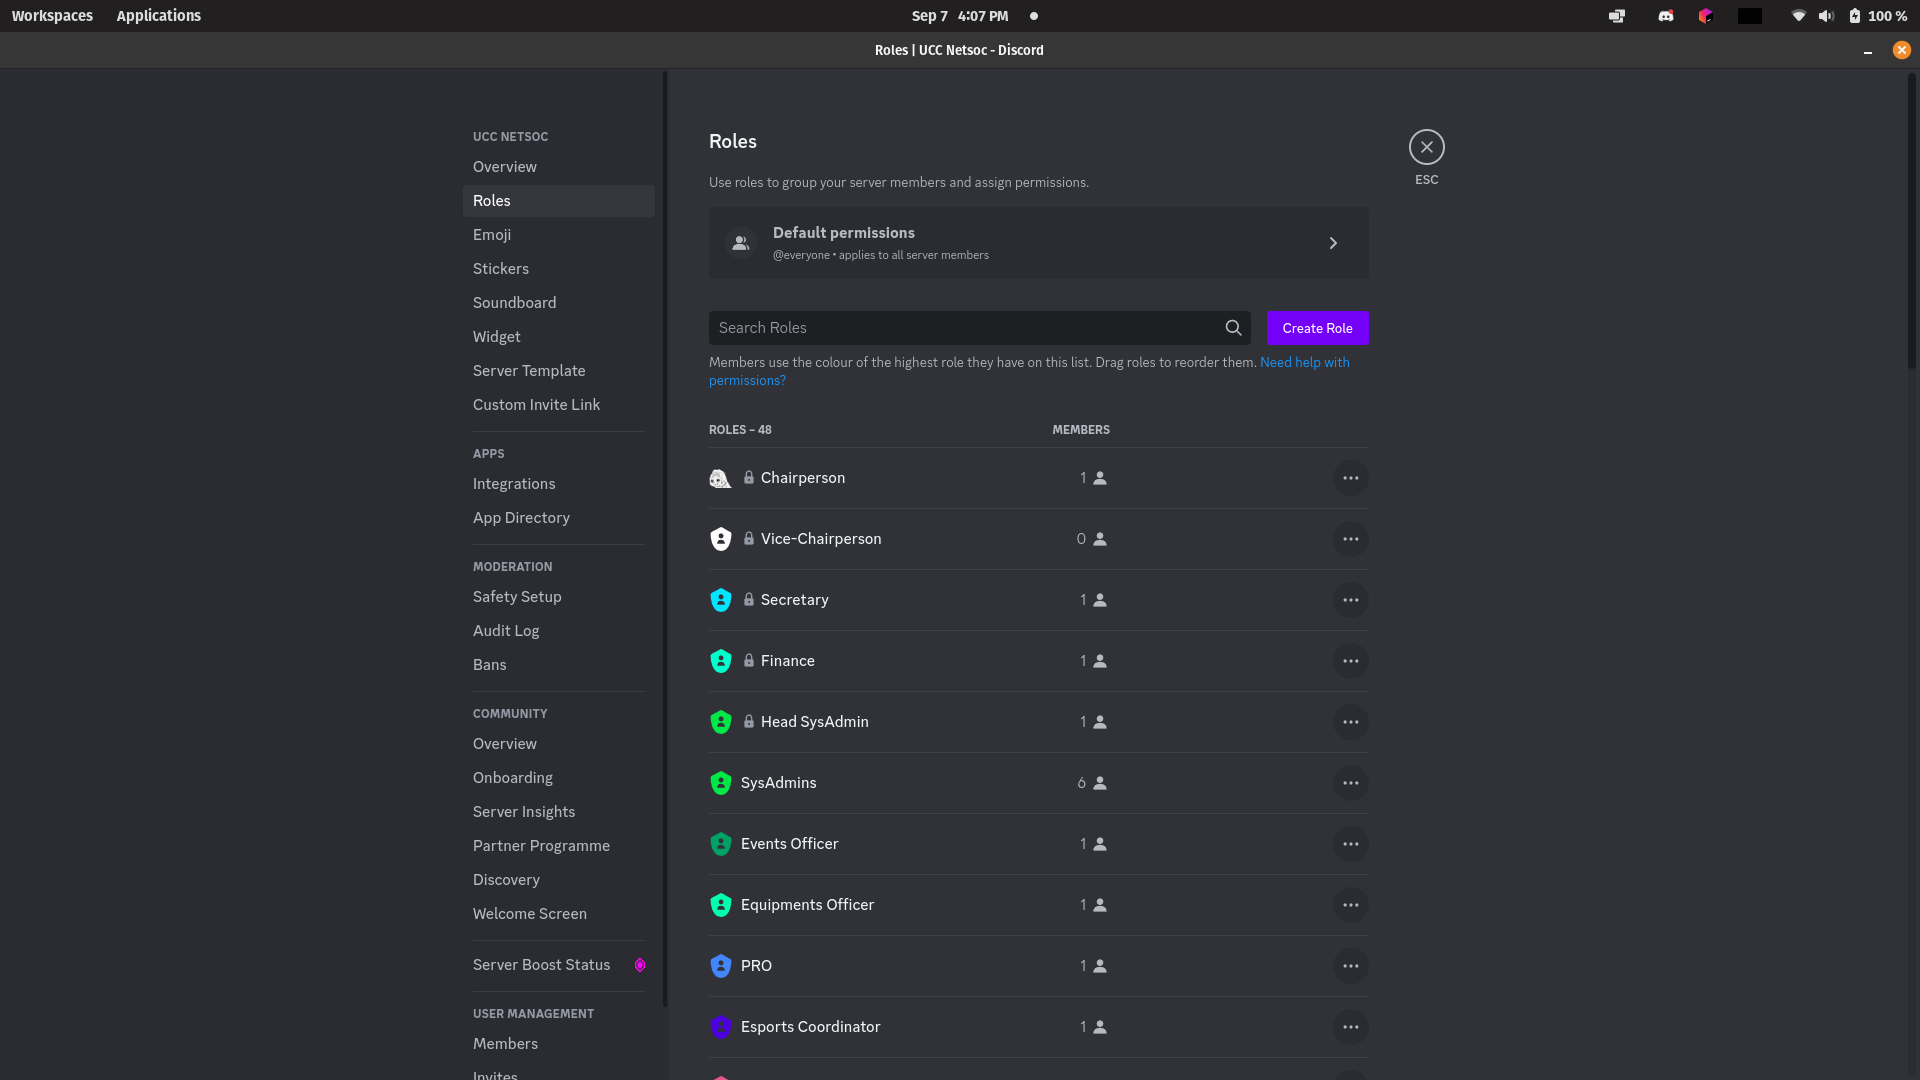 Workspaces
Applications
Sep 7 4:07 PM
100 %
Roles | UCC Netsoc - Discord
UCC NETSOC
Overview
Roles
Emoji
Stickers
Soundboard
Widget
Server Template
Custom Invite Link
APPS
Integrations
App Directory
MODERATION
Safety Setup
Audit Log
Bans
COMMUNITY
Overview
Onboarding
Server Insights
Partner Programme
Discovery
Welcome Screen
Server Boost Status
USER MANAGEMENT
Members
Invites
Roles
ESC
Use roles to group your server members and assign permissions.
Default permissions
@everyone • applies to all server members
Search Roles
Create Role
Members use the colour of the highest role they have on this list. Drag roles to reorder them. Need help with
permissions?
ROLES – 48 MEMBERS
Chairperson 1
Vice-Chairperson 0
Secretary 1
Finance 1
Head SysAdmin 1
SysAdmins 6
Events Officer 1
Equipments Officer 1
PRO 1
Esports Coordinator 1